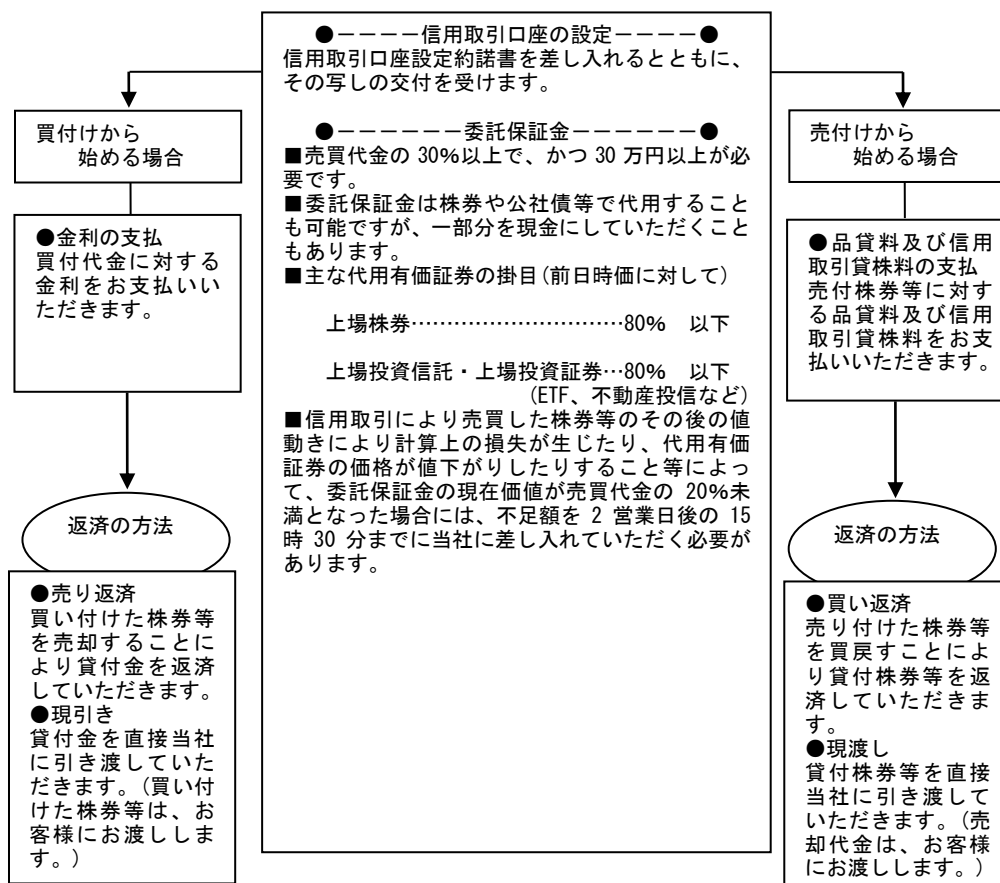 ●ーーーー信用取引口座の設定ーーーー●
信用取引口座設定約諾書を差し入れるとともに、
その写しの交付を受けます。
●ーーーーーー委託保証金ーーーーーー●
■売買代金の 30%以上で、かつ 30 万円以上が必
要です。
■委託保証金は株券や公社債等で代用すること
も可能ですが、一部分を現金にしていただくこと
もあります。
■主な代用有価証券の掛目(前日時価に対して)
上場株券…………………………80% 以下
上場投資信託・上場投資証券…80% 以下
(ETF、不動産投信など)
■信用取引により売買した株券等のその後の値
動きにより計算上の損失が生じたり、代用有価
証券の価格が値下がりしたりすること等によっ
て、委託保証金の現在価値が売買代金の 20%未
満となった場合には、不足額を 2 営業日後の 15
時 30 分までに当社に差し入れていただく必要が
あります。
買付けから
始める場合
●金利の支払
買付代金に対する
金利をお支払いい
ただきます。
返済の方法
●売り返済
買い付けた株券等
を売却することに
より貸付金を返済
していただきます。
●現引き
貸付金を直接当社
に引き渡していた
だきます。(買い付
けた株券等は、お
客様にお渡ししま
す。)
売付けから
始める場合
●品貸料及び信用
取引貸株料の支払
売付株券等に対す
る品貸料及び信用
取引貸株料をお支
払いいただきます。
返済の方法
●買い返済
売り付けた株券等
を買戻すことによ
り貸付株券等を返
済していただきま
す。
●現渡し
貸付株券等を直接
当社に引き渡して
いただきます。(売
却代金は、お客様
にお渡しします。)